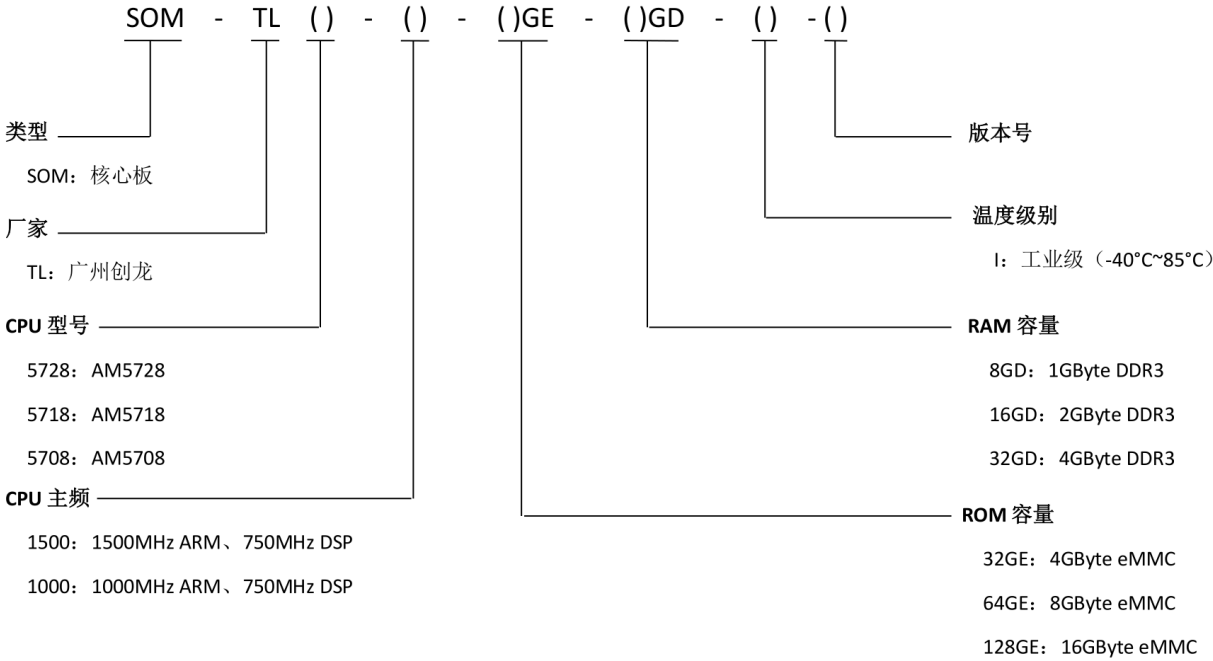 SOM - TL ( ) - ( ) - ( )GE - ( )GD - ( ) - ( )
类型
SOM：核心板
厂家
TL：广州创龙
CPU 型号
5728：AM5728
5718：AM5718
5708：AM5708
CPU 主频
1500：1500MHz ARM、750MHz DSP
1000：1000MHz ARM、750MHz DSP
版本号
温度级别
I：工业级（-40°C~85°C）
RAM 容量
8GD：1GByte DDR3
16GD：2GByte DDR3
32GD：4GByte DDR3
ROM 容量
32GE：4GByte eMMC
64GE：8GByte eMMC
128GE：16GByte eMMC